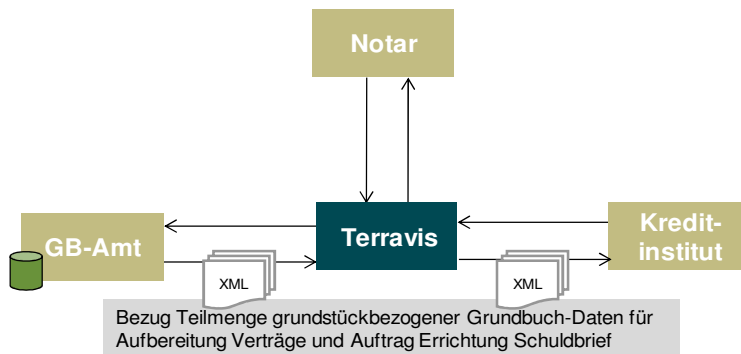 Notar
GB-Amt
Terravis
Kredit-
institut
XML
XML
Bezug Teilmenge grundstückbezogener Grundbuch-Daten für
Aufbereitung Verträge und Auftrag Errichtung Schuldbrief